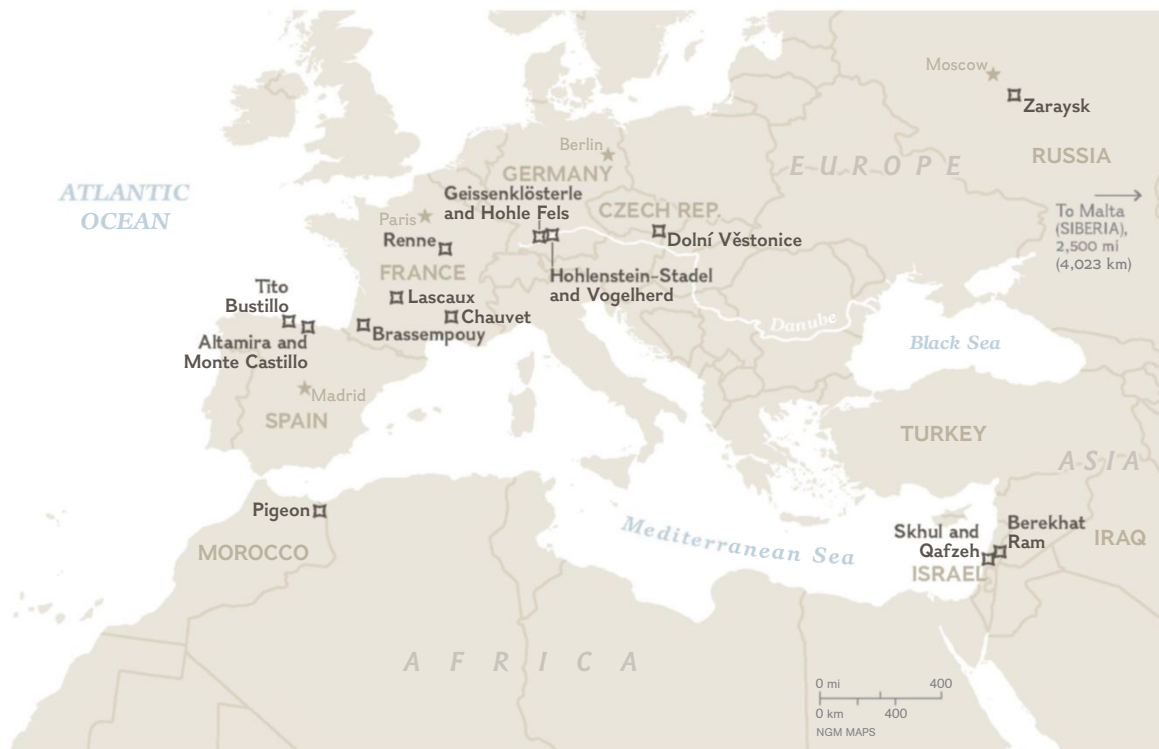 Moscow
Zaraysk
RUSSIA
EUROPE
Berlin
GERMANY
ATLANTIC
OCEAN
Geissenklösterle
and Hohle Fels
CZECH REP.
To Malta
(SIBERIA),
2,500 mi
(4,023 km)
Paris
Renne
Dolní Věstonice
FRANCE
Hohlenstein-Stadel
and Vogelherd
Tito
Bustillo
Lascaux
Chauvet
Danube
Brassempouy
Altamira and
Monte Castillo
Black Sea
Madrid
SPAIN
TURKEY
ASIA
Pigeon
MOROCCO
Mediterranean Sea
Skhul and
Qafzeh
Berekhat
Ram
IRAQ
ISRAEL
AFRICA
0 mi 400
0 km 400
NGM MAPS